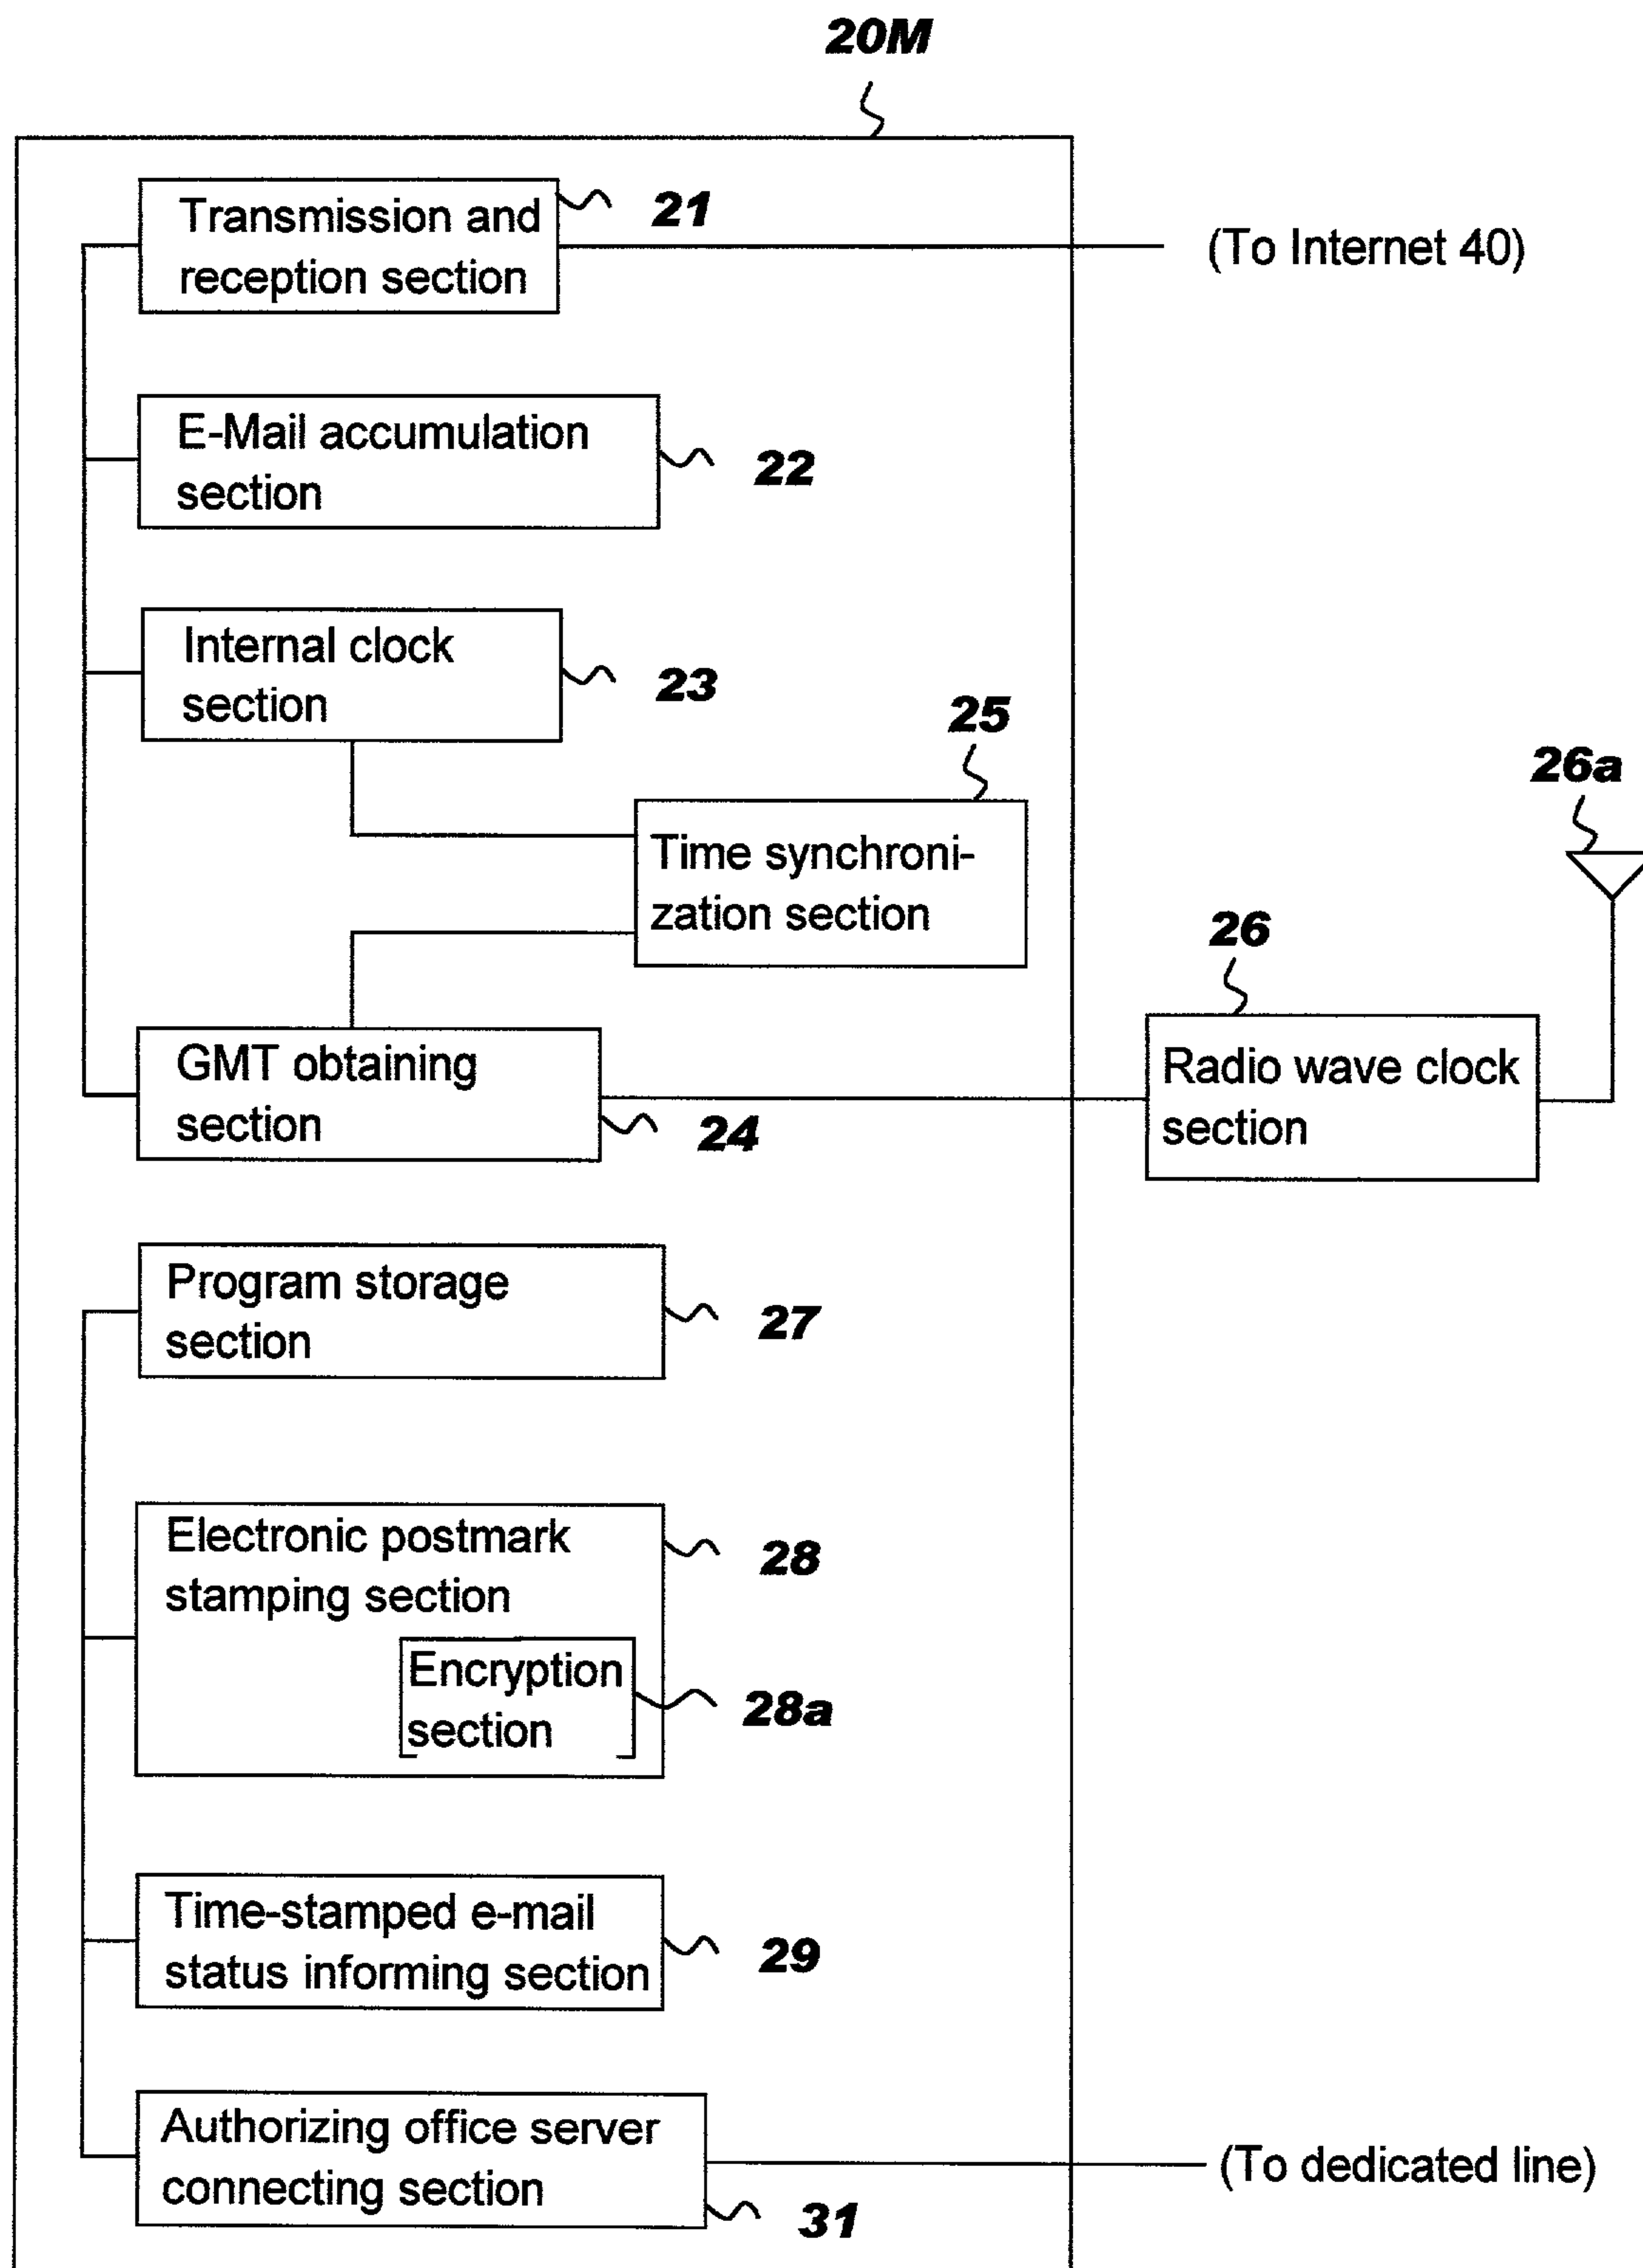 20M
Transmission and
reception section
21
(To Internet 40)
E-Mail accumulation
section
22
Internal clock
section
23
25
Time synchroni-
zation section
26a
26
Radio wave clock
section
GMT obtaining
section
24
Program storage
section
27
Electronic postmark
stamping section
28
Encryption
section
28a
Time-stamped e-mail
status informing section
29
Authorizing office server
connecting section
31
(To dedicated line)